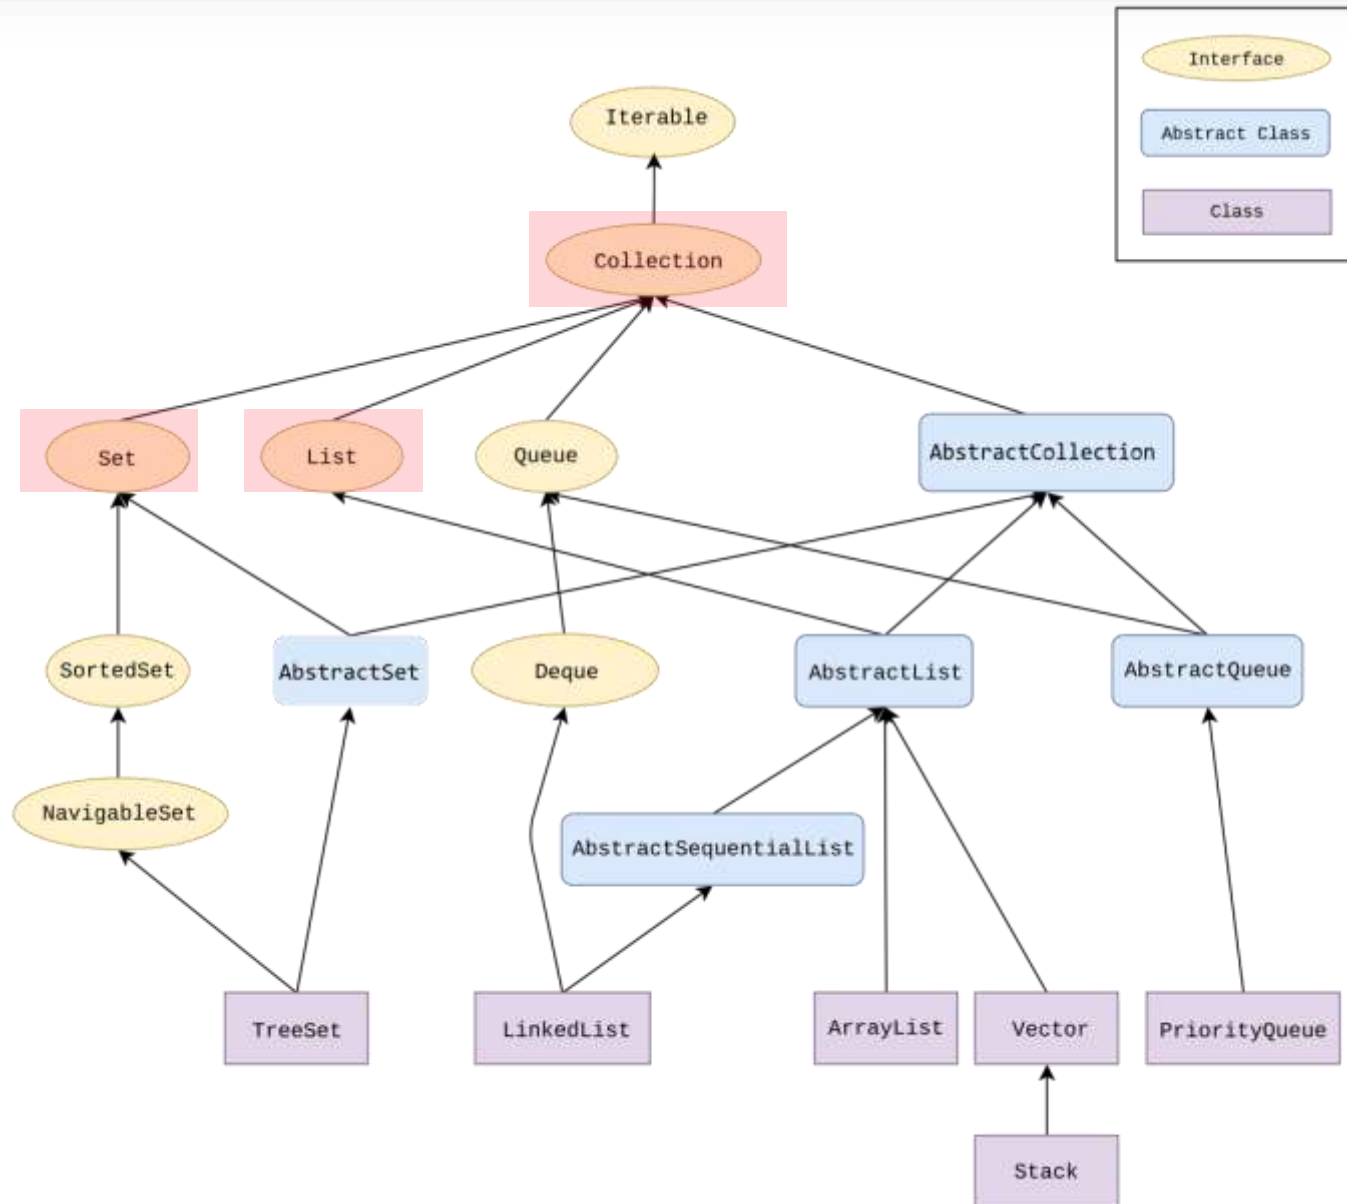 Interface
Abstract Class
Class
Iterable
Collection
Set
List
Queue
AbstractCollection
SortedSet
AbstractSet
Deque
AbstractList
AbstractQueue
NavigableSet
AbstractSequentialList
TreeSet
LinkedList
ArrayList
Vector
PriorityQueue
Stack